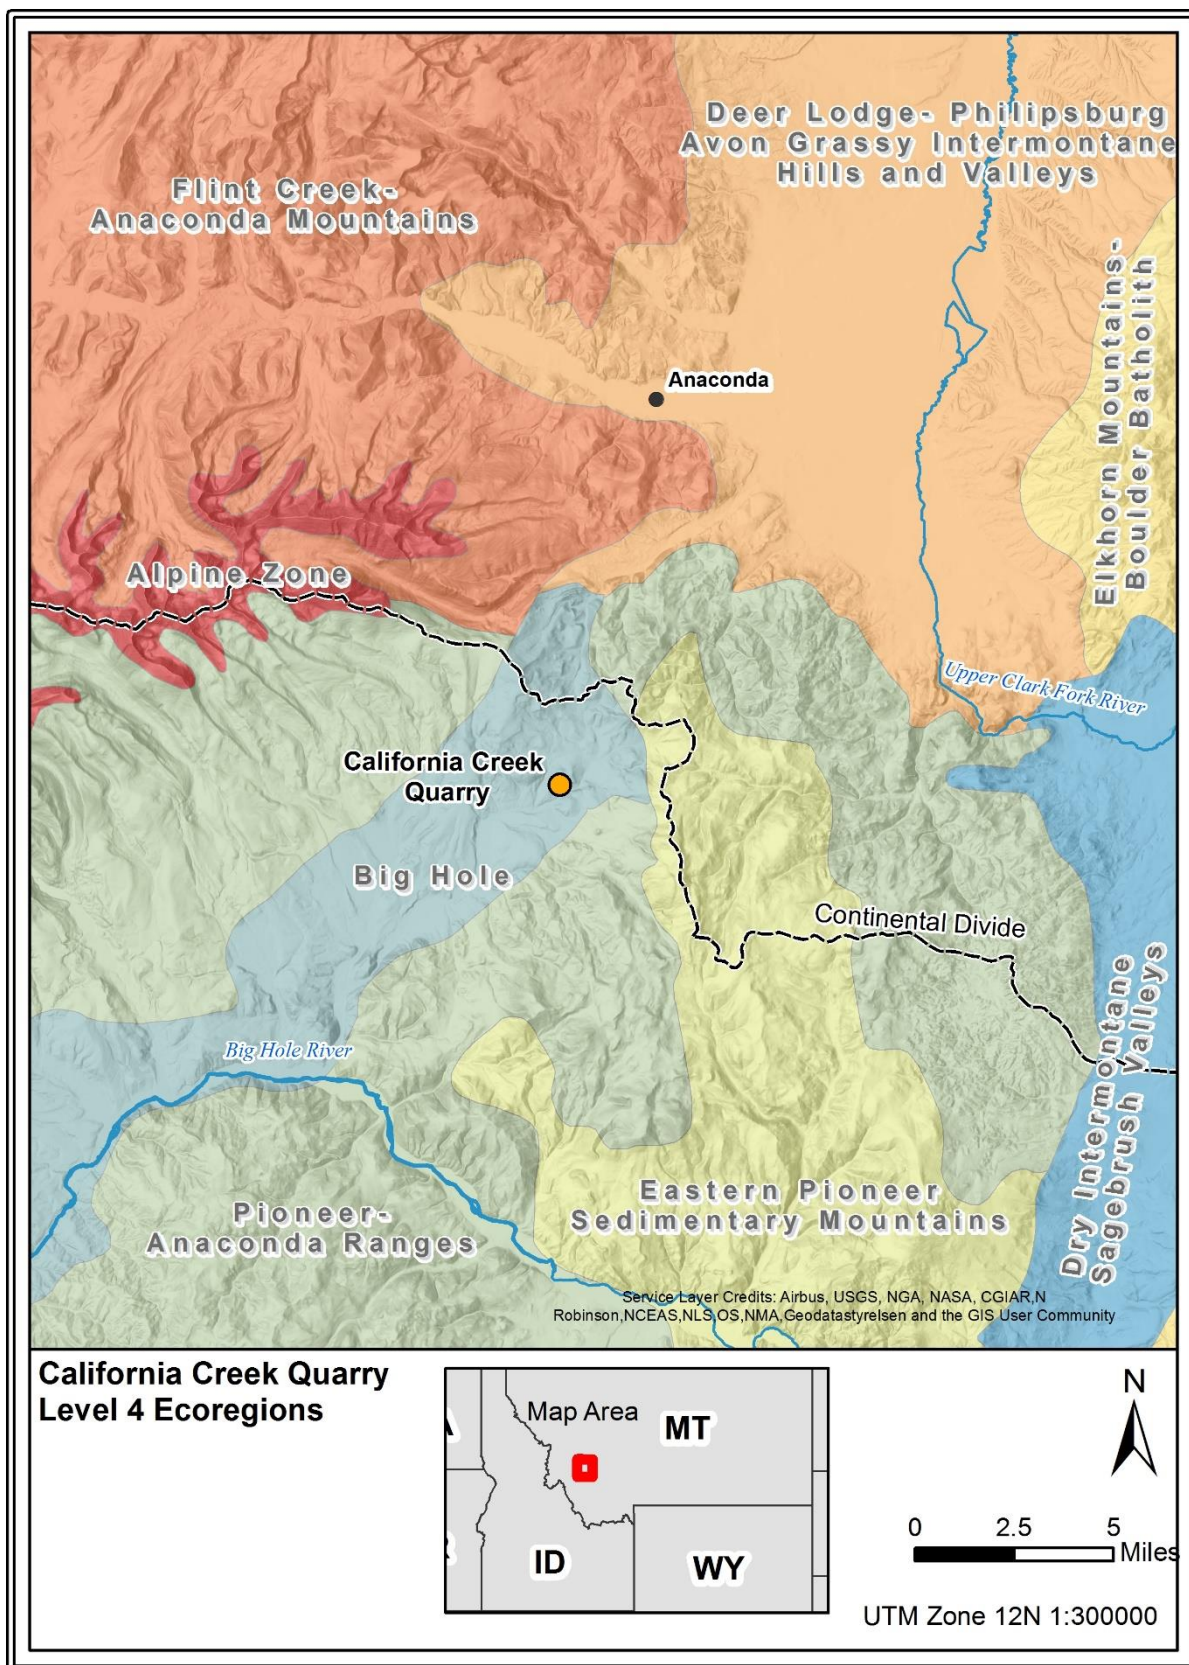 Deer Lodge- Philipsburg
Avon Grassy Intermontane
Hills and Valleys
Flint Creek-
Anaconda Mountains
Elkhorn Mountains-
Boulder Batholith
Anaconda
Alpine Zone
Upper Clark Fork River
California Creek
Quarry
Big Hole
Continental Divide
Dry Intermontane
Sagebrush Valleys
Big Hole River
Eastern Pioneer
Sedimentary Mountains
Pioneer-
Anaconda Ranges
Service Layer Credits: Airbus, USGS, NGA, NASA, CGIAR,N
Robinson,NCEAS,NLS,OS,NMA,Geodatastyrelsen and the GIS User Community
California Creek Quarry
Level 4 Ecoregions
Map Area
MT
ID
WY
N
0 2.5 5
Miles
UTM Zone 12N 1:300000